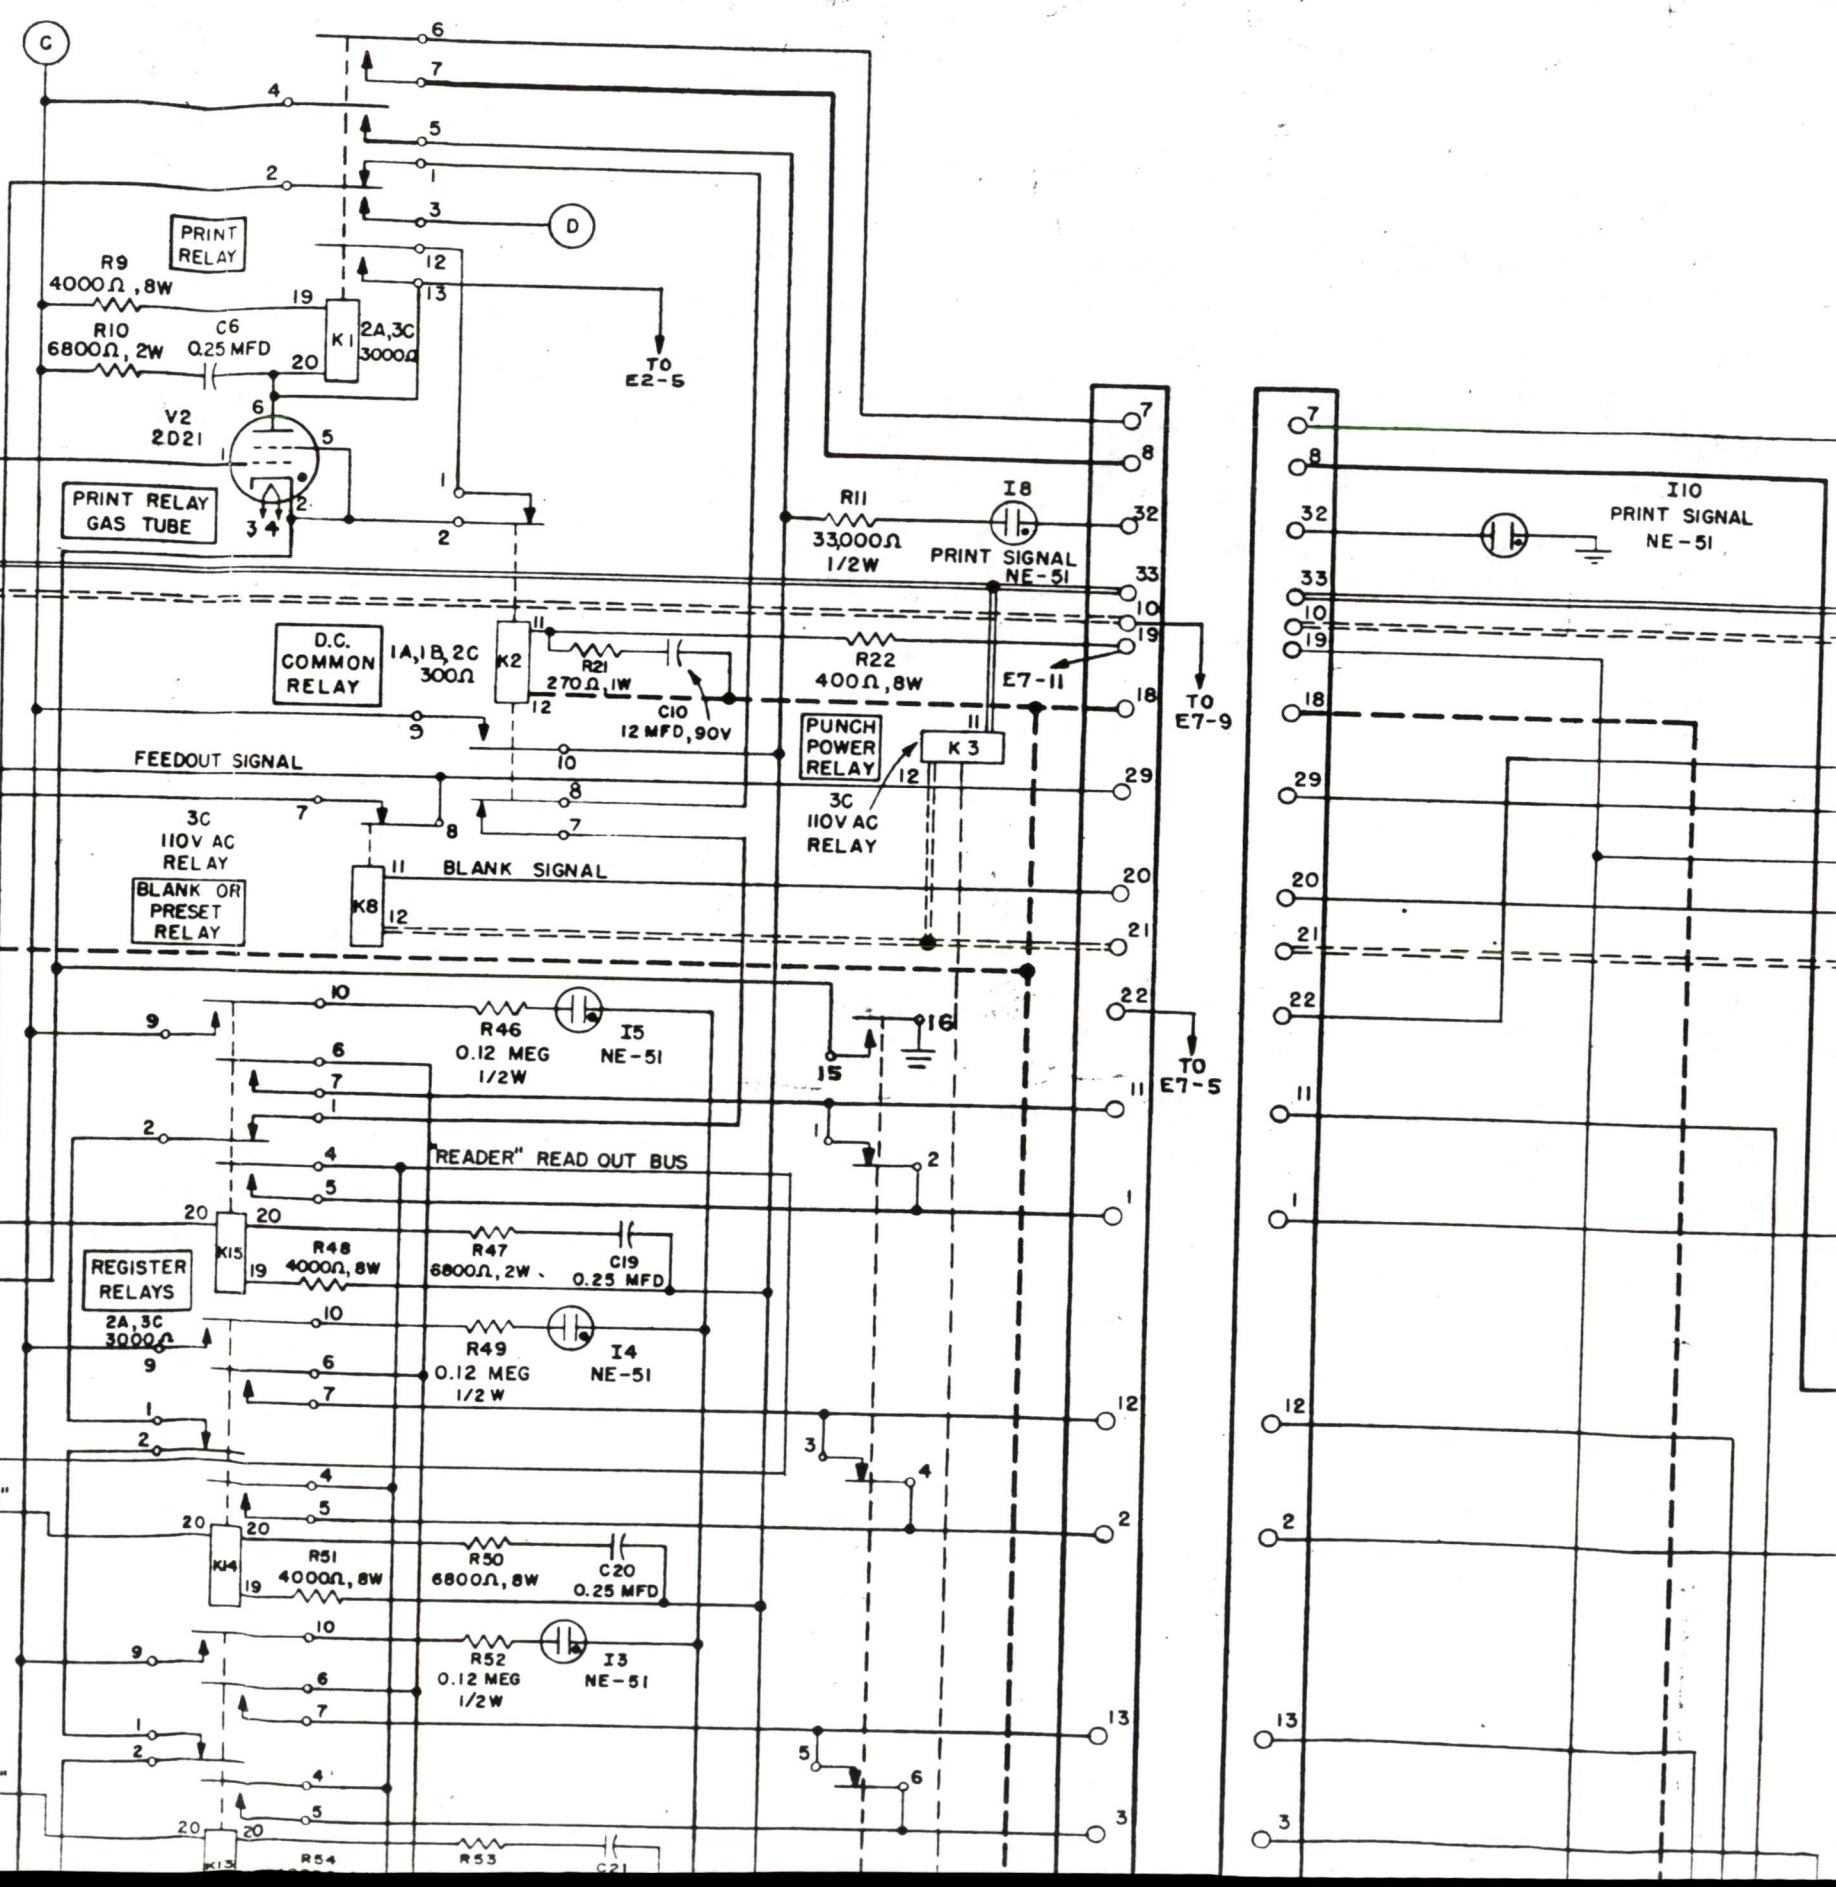 C
6
7
4
5
1
2
3
D
PRINT
RELAY
12
13
R9
4000Ω, 8W
19
R10
6800Ω, 2W
C6
0.25 MFD
20
K1
2A, 3C
3000Ω
TO
E2-5
V2
2D21
6
5
1
2
3 4
PRINT RELAY
GAS TUBE
1
2
R11
33,000Ω
1/2W
I8
PRINT SIGNAL
NE-51
7
8
32
33
10
19
18
29
20
21
22
11
1
12
2
13
3
D.C.
COMMON
RELAY
1A, 1B, 2C
300Ω
K2
11
12
R21
270Ω, 1W
C10
12 MFD, 90V
R22
400Ω, 8W
E7-11
TO
E7-9
9
10
8
7
PUNCH
POWER
RELAY
11
K3
12
3C
110V AC
RELAY
FEEDOUT SIGNAL
7
8
3C
110V AC
RELAY
BLANK OR
PRESET
RELAY
K8
11
12
BLANK SIGNAL
TO
E7-5
10
9
R46
0.12 MEG
1/2W
I5
NE-51
6
7
1
2
4
5
"READER" READ OUT BUS
16
15
1
2
20
20
K15
19
R48
4000Ω, 8W
R47
6800Ω, 2W
C19
0.25 MFD
REGISTER
RELAYS
2A, 3C
3000Ω
9
10
R49
0.12 MEG
1/2 W
I4
NE-51
6
7
1
2
4
5
3
4
20
20
K14
19
R51
4000Ω, 8W
R50
6800Ω, 8W
C20
0.25 MFD
"
10
9
R52
0.12 MEG
1/2W
I3
NE-51
6
7
1
2
4
5
5
6
"
20
20
K13
R54
R53
C21
7
8
32
33
10
19
18
29
20
21
22
11
1
12
2
13
3
I10
PRINT SIGNAL
NE-51